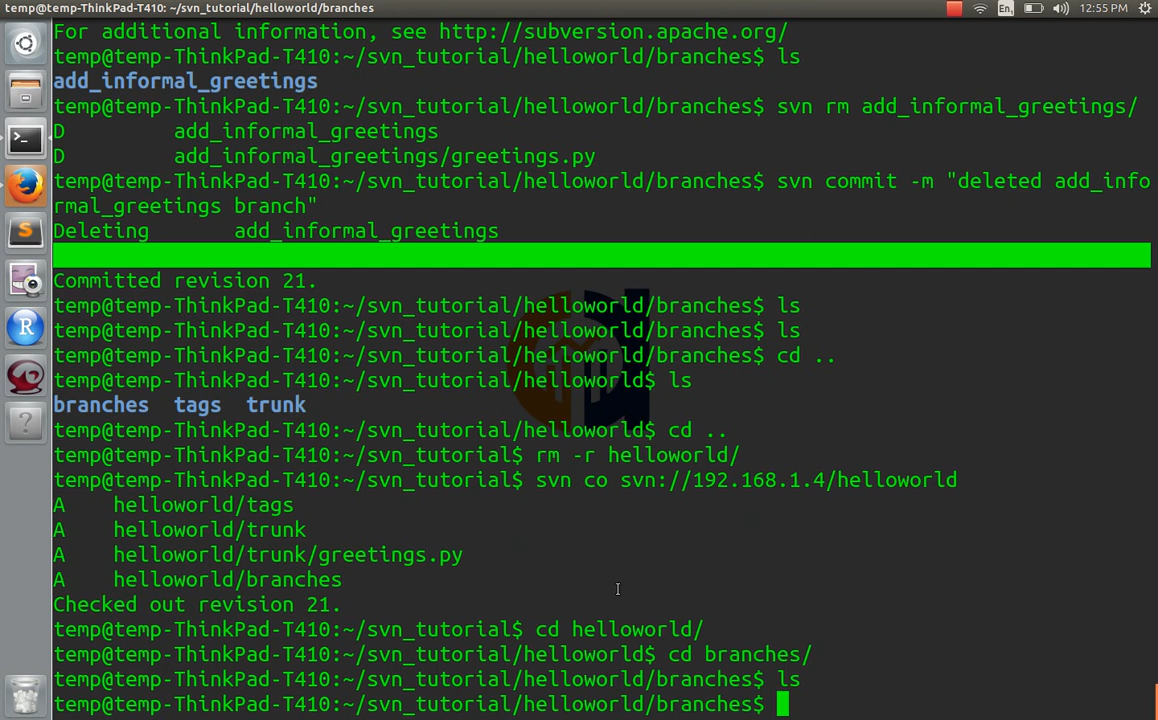 temp@temp-ThinkPad-T410: ~/svn_tutorial/helloworld/branches
En₁
12:55 PM
For additional information, see http://subversion.apache.org/
temp@temp-ThinkPad-T410:~/svn_tutorial/helloworld/branches$ ls
add_informal_greetings
temp@temp-ThinkPad-T410:~/svn_tutorial/helloworld/branches$ svn rm add_informal_greetings/
D         add_informal_greetings
D         add_informal_greetings/greetings.py
temp@temp-ThinkPad-T410:~/svn_tutorial/helloworld/branches$ svn commit -m "deleted add_info
rmal_greetings branch"
Deleting       add_informal_greetings
Committed revision 21.
temp@temp-ThinkPad-T410:~/svn_tutorial/helloworld/branches$ ls
temp@temp-ThinkPad-T410:~/svn_tutorial/helloworld/branches$ ls
temp@temp-ThinkPad-T410:~/svn_tutorial/helloworld/branches$ cd ..
temp@temp-ThinkPad-T410:~/svn_tutorial/helloworld$ ls
branches  tags  trunk
temp@temp-ThinkPad-T410:~/svn_tutorial/helloworld$ cd ..
temp@temp-ThinkPad-T410:~/svn_tutorial$ rm -r helloworld/
temp@temp-ThinkPad-T410:~/svn_tutorial$ svn co svn://192.168.1.4/helloworld
A    helloworld/tags
A    helloworld/trunk
A    helloworld/trunk/greetings.py
A    helloworld/branches
Checked out revision 21.
temp@temp-ThinkPad-T410:~/svn_tutorial$ cd helloworld/
temp@temp-ThinkPad-T410:~/svn_tutorial/helloworld$ cd branches/
temp@temp-ThinkPad-T410:~/svn_tutorial/helloworld/branches$ ls
temp@temp-ThinkPad-T410:~/svn_tutorial/helloworld/branches$